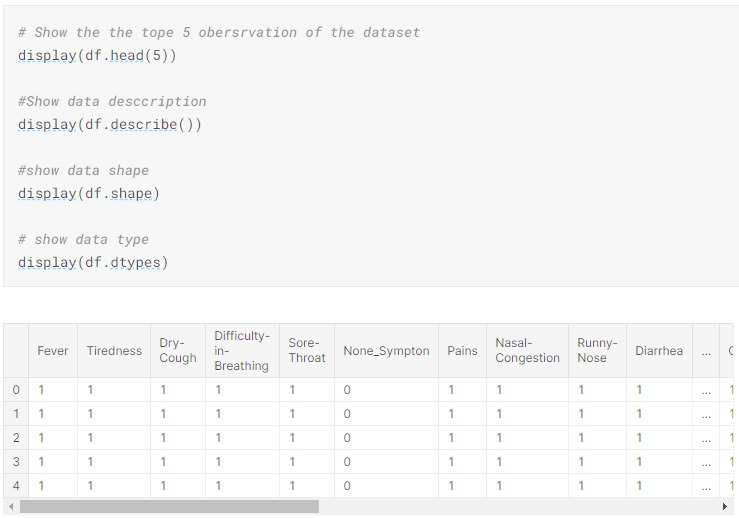 # Show the the tope 5 obersrvation of the dataset
display(df.head(5))
#Show data desccription
display(df.describe())
#show data shape
display(df.shape)
# show data type
display(df.dtypes)
Fever Tiredness Dry-Cough Difficulty-in-Breathing Sore-Throat None_Sympton Pains Nasal-Congestion Runny-Nose Diarrhea ...
0 1 1 1 1 1 0 1 1 1 1 ... 1
1 1 1 1 1 1 0 1 1 1 1 ... 1
2 1 1 1 1 1 0 1 1 1 1 ... 1
3 1 1 1 1 1 0 1 1 1 1 ... 1
4 1 1 1 1 1 0 1 1 1 1 ... 1